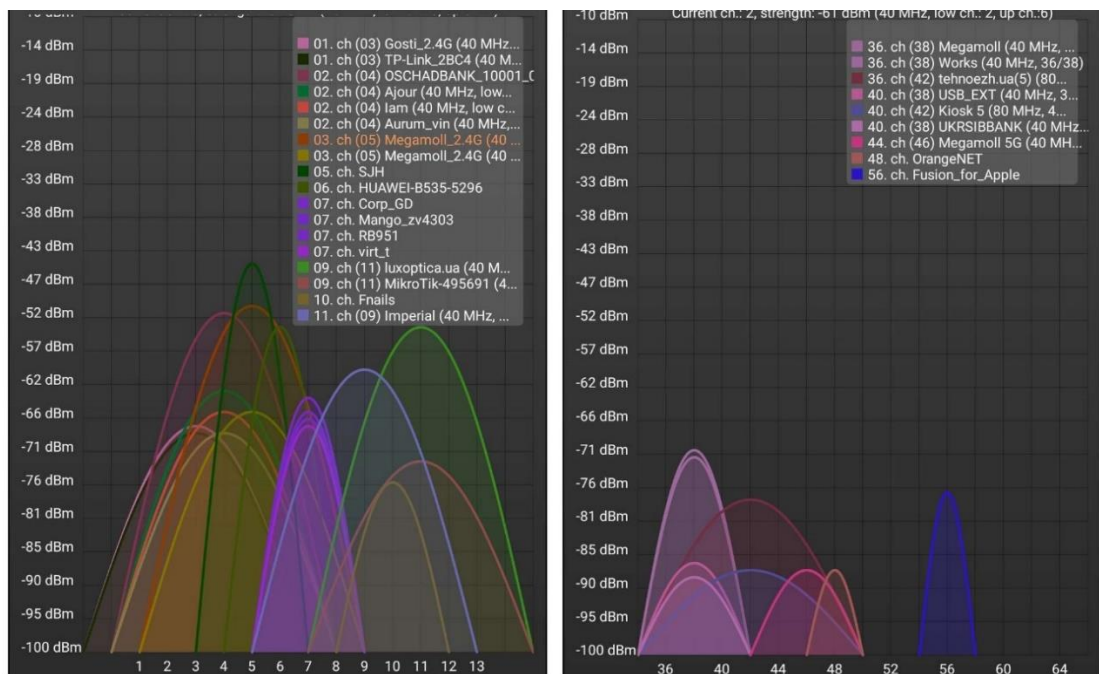 -14 dBm
-19 dBm
-24 dBm
-28 dBm
-33 dBm
-38 dBm
-43 dBm
-47 dBm
-52 dBm
-57 dBm
-62 dBm
-66 dBm
-71 dBm
-76 dBm
-81 dBm
-85 dBm
-90 dBm
-95 dBm
-100 dBm
01. ch (03) Gosti_2.4G (40 MHz...
01. ch (03) TP-Link_2BC4 (40 M...
02. ch (04) OSCHADBANK_10001_
02. ch (04) Ajour (40 MHz, low...
02. ch (04) Iam (40 MHz, low c...
02. ch (04) Aurum_vin (40 MHz,...
03. ch (05) Megamoll_2.4G (40 ...
03. ch (05) Megamoll_2.4G (40 ...
05. ch. SJH
06. ch. HUAWEI-B535-5296
07. ch. Corp_GD
07. ch. Mango_zv4303
07. ch. RB951
07. ch. virt_t
09. ch (11) luxoptica.ua (40 M...
09. ch (11) MikroTik-495691 (4...
10. ch. Fnails
11. ch (09) Imperial (40 MHz, ...
1 2 3 4 5 6 7 8 9 10 11 12 13
Current ch.: 2, strength: -61 dBm (40 MHz, low ch.: 2, up ch.:6)
-10 dBm
-14 dBm
-19 dBm
-24 dBm
-28 dBm
-33 dBm
-38 dBm
-43 dBm
-47 dBm
-52 dBm
-57 dBm
-62 dBm
-66 dBm
-71 dBm
-76 dBm
-81 dBm
-85 dBm
-90 dBm
-95 dBm
-100 dBm
36. ch (38) Megamoll (40 MHz, ...
36. ch (38) Works (40 MHz, 36/38)
36. ch (42) tehnoezh.ua(5) (80...
40. ch (38) USB_EXT (40 MHz, 3...
40. ch (42) Kiosk 5 (80 MHz, 4...
40. ch (38) UKRSIBBANK (40 MHz...
44. ch (46) Megamoll 5G (40 MH...
48. ch. OrangeNET
56. ch. Fusion_for_Apple
36 40 44 48 52 56 60 64